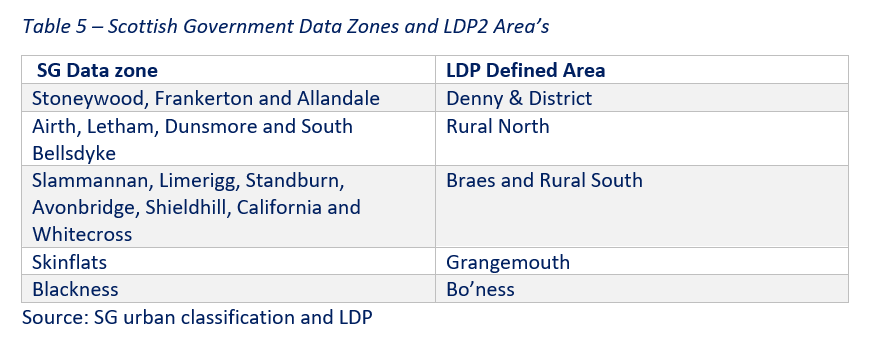 Table 5 – Scottish Government Data Zones and LDP2 Area’s
SG Data zone LDP Defined Area
Stoneywood, Frankerton and Allandale Denny & District
Airth, Letham, Dunsmore and South Rural North
Bellsdyke
Slammannan, Limerigg, Standburn, Braes and Rural South
Avonbridge, Shieldhill, California and
Whitecross
Skinflats Grangemouth
Blackness Bo’ness
Source: SG urban classification and LDP